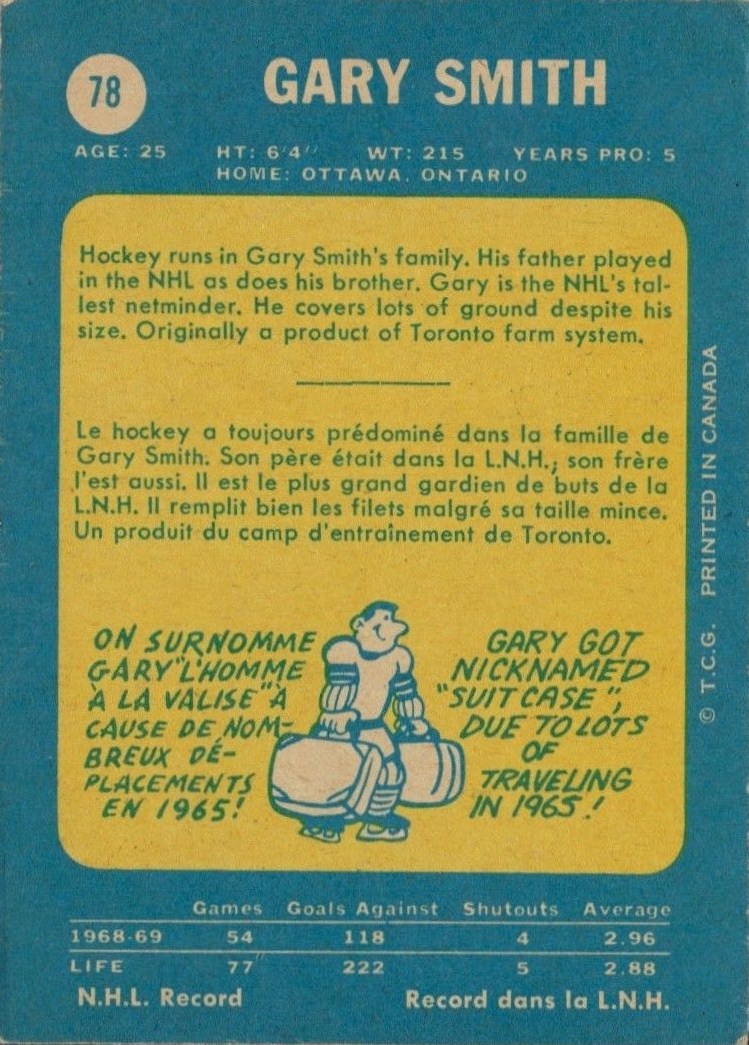 78
GARY SMITH
AGE: 25 HT: 6'4" WT: 215 YEARS PRO: 5
HOME: OTTAWA, ONTARIO
Hockey runs in Gary Smith's family. His father played
in the NHL as does his brother. Gary is the NHL's tal-
lest netminder. He covers lots of ground despite his
size. Originally a product of Toronto farm system.
Le hockey a toujours prédominé dans la famille de
Gary Smith. Son père était dans la L.N.H.; son frère
l'est aussi. Il est le plus grand gardien de buts de la
L.N.H. Il remplit bien les filets malgré sa taille mince.
Un produit du camp d'entraînement de Toronto.
ON SURNOMME
GARY "L'HOMME
À LA VALISE" À
CAUSE DE NOM-
BREUX DÉ-
PLACEMENTS
EN 1965!
GARY GOT
NICKNAMED
"SUIT CASE",
DUE TO LOTS
OF
TRAVELING
IN 1965!
© T.C.G. PRINTED IN CANADA
Games Goals Against Shutouts Average
1968-69 54 118 4 2.96
LIFE 77 222 5 2.88
N.H.L. Record Record dans la L.N.H.